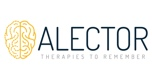 ALECTOR
THERAPIES TO REMEMBER